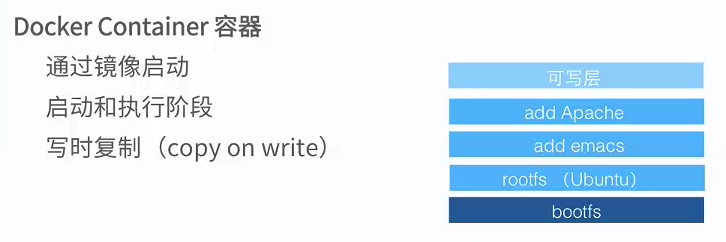 Docker Container 容器
通过镜像启动
启动和执行阶段
写时复制（copy on write）
可写层
add Apache
add emacs
rootfs （Ubuntu）
bootfs